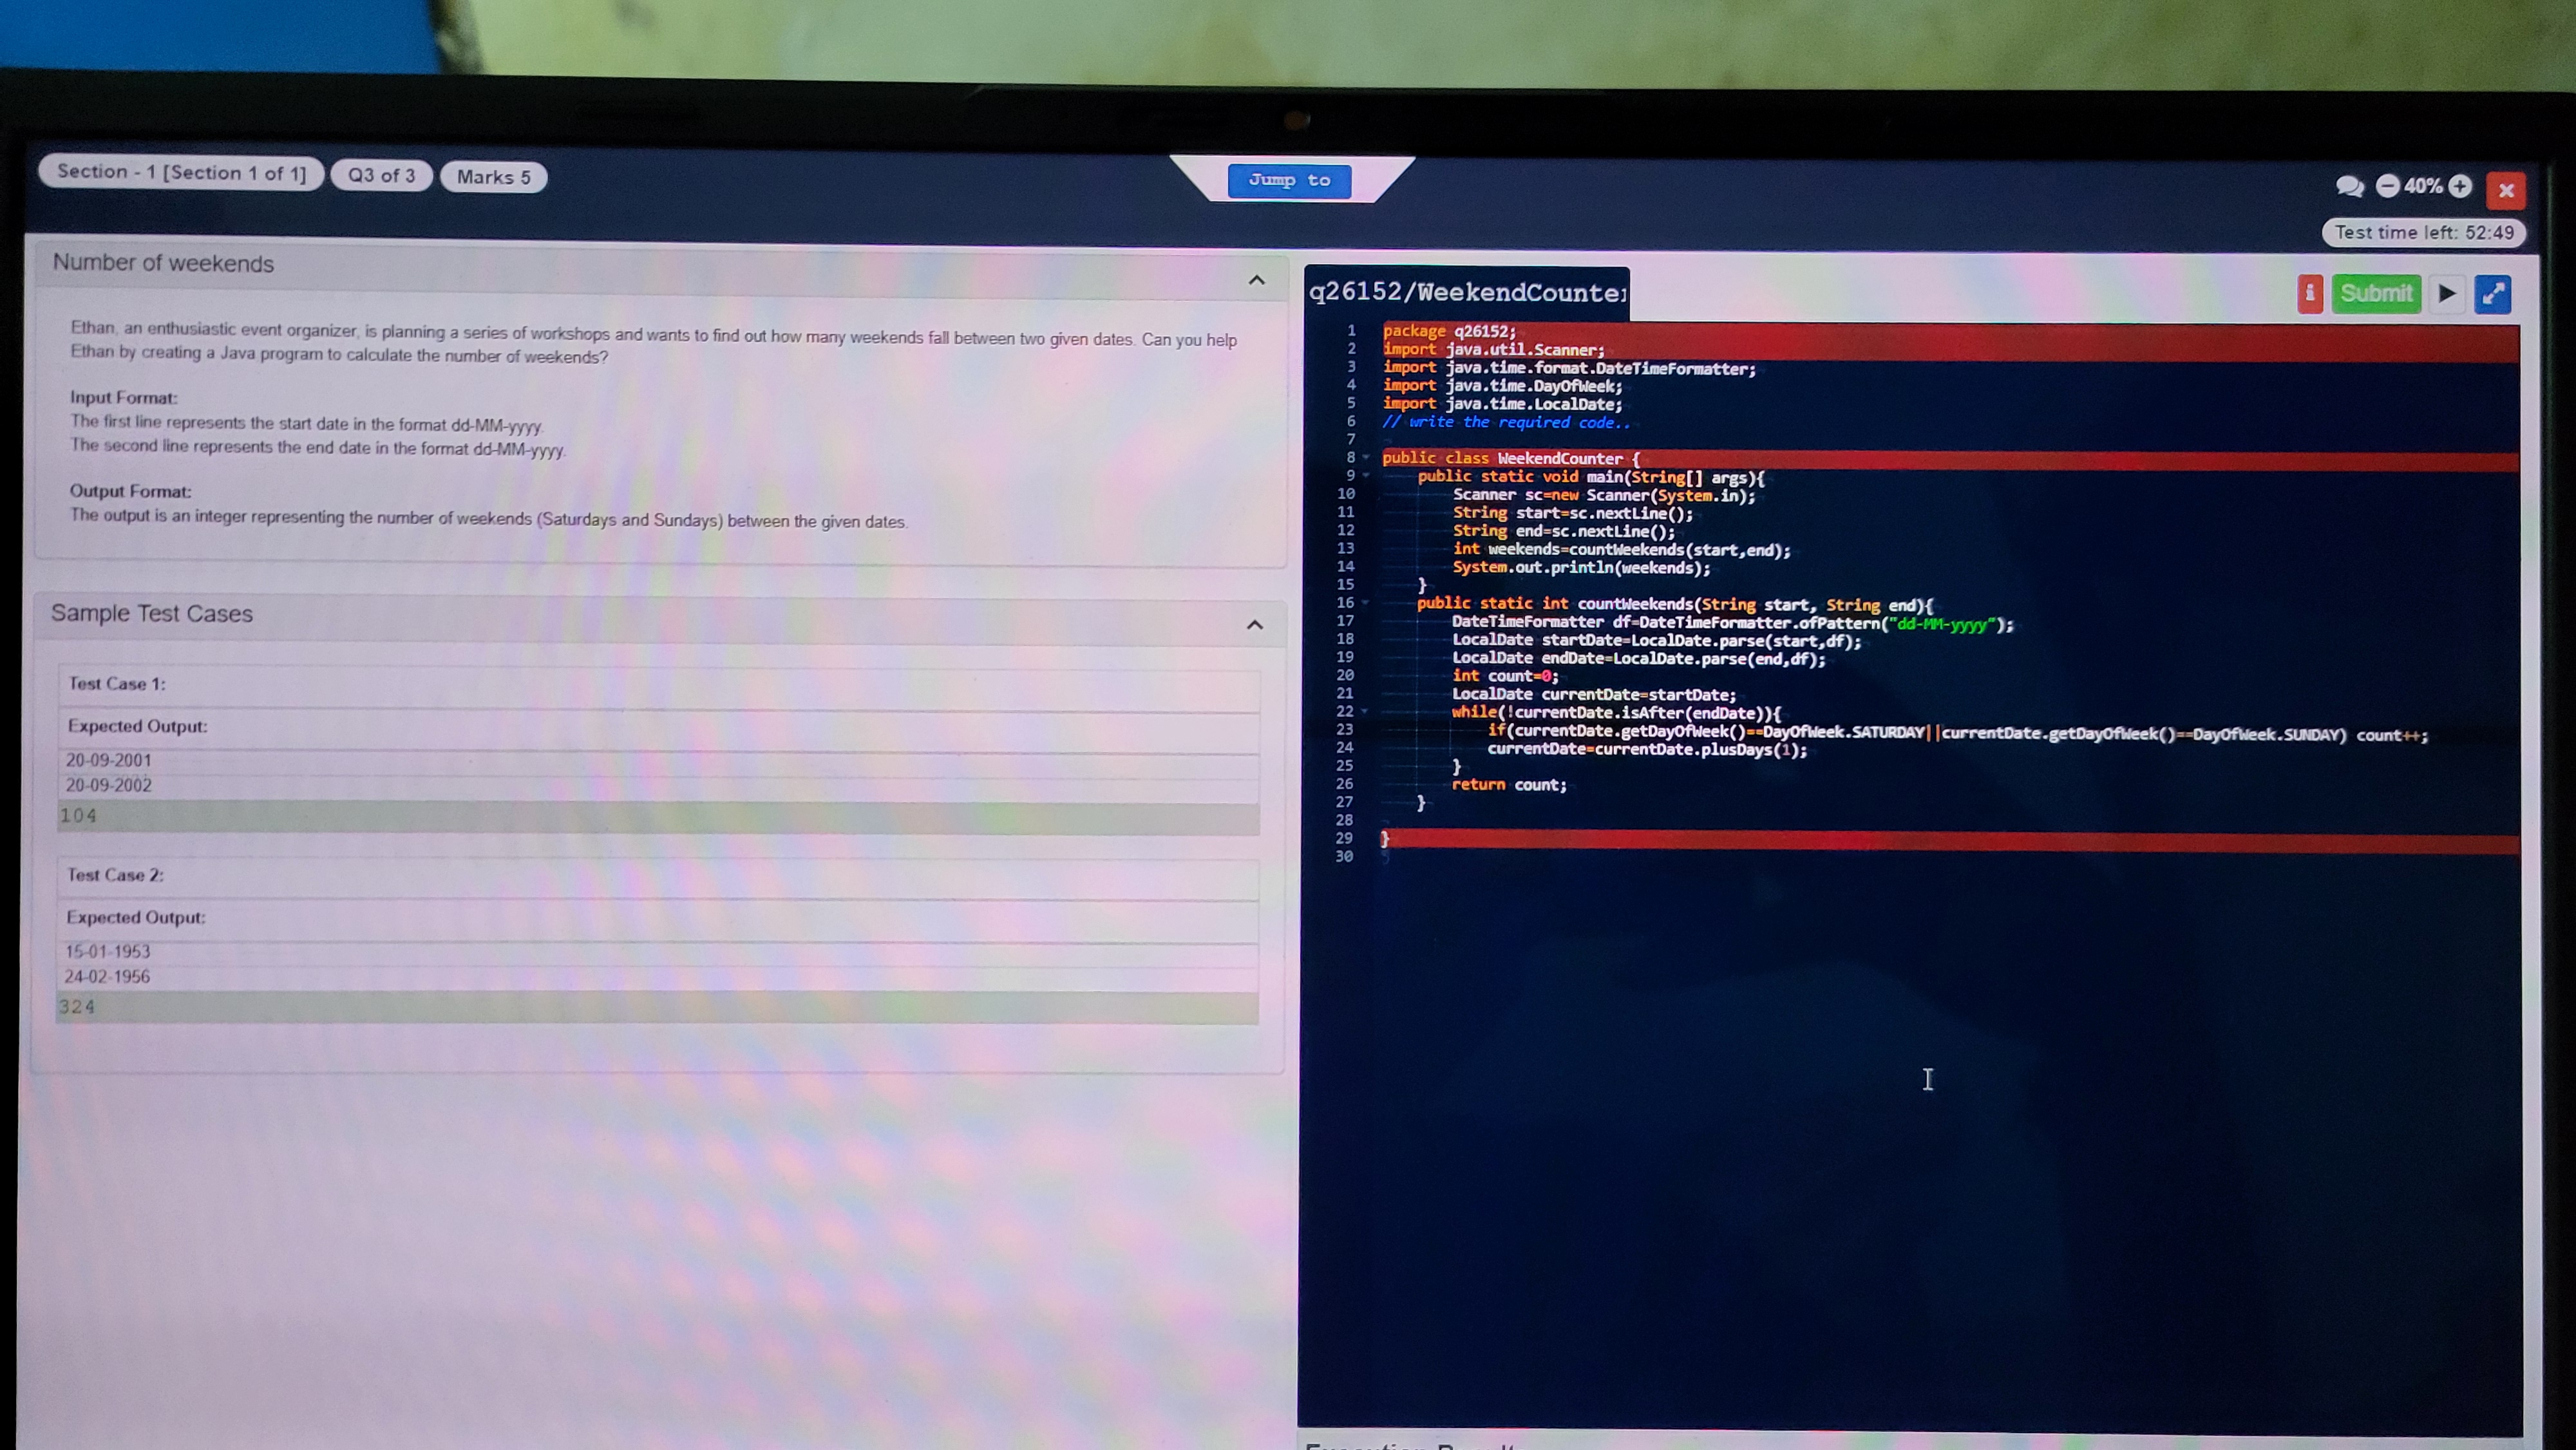 Section - 1 [Section 1 of 1] Q3 of 3 Marks 5
Jump to
40%
Test time left: 52:49
Number of weekends
Ethan, an enthusiastic event organizer, is planning a series of workshops and wants to find out how many weekends fall between two given dates. Can you help
Ethan by creating a Java program to calculate the number of weekends?
Input Format:
The first line represents the start date in the format dd-MM-yyyy.
The second line represents the end date in the format dd-MM-yyyy.
Output Format:
The output is an integer representing the number of weekends (Saturdays and Sundays) between the given dates.
Sample Test Cases
Test Case 1:
Expected Output:
20-09-2001
20-09-2002
104
Test Case 2:
Expected Output:
15-01-1953
24-02-1956
324
q26152/WeekendCounter
Submit
1 package q26152;
2 import java.util.Scanner;
3 import java.time.format.DateTimeFormatter;
4 import java.time.DayOfWeek;
5 import java.time.LocalDate;
6 // write the required code..
7
8 public class WeekendCounter {
9 public static void main(String[] args){
10 Scanner sc=new Scanner(System.in);
11 String start=sc.nextLine();
12 String end=sc.nextLine();
13 int weekends=countWeekends(start,end);
14 System.out.println(weekends);
15 }
16 public static int countWeekends(String start, String end){
17 DateTimeFormatter df=DateTimeFormatter.ofPattern("dd-MM-yyyy");
18 LocalDate startDate=LocalDate.parse(start,df);
19 LocalDate endDate=LocalDate.parse(end,df);
20 int count=0;
21 LocalDate currentDate=startDate;
22 while(!currentDate.isAfter(endDate)){
23 if(currentDate.getDayOfWeek()==DayOfWeek.SATURDAY||currentDate.getDayOfWeek()==DayOfWeek.SUNDAY) count++;
24 currentDate=currentDate.plusDays(1);
25 }
26 return count;
27 }
28
29 }
30